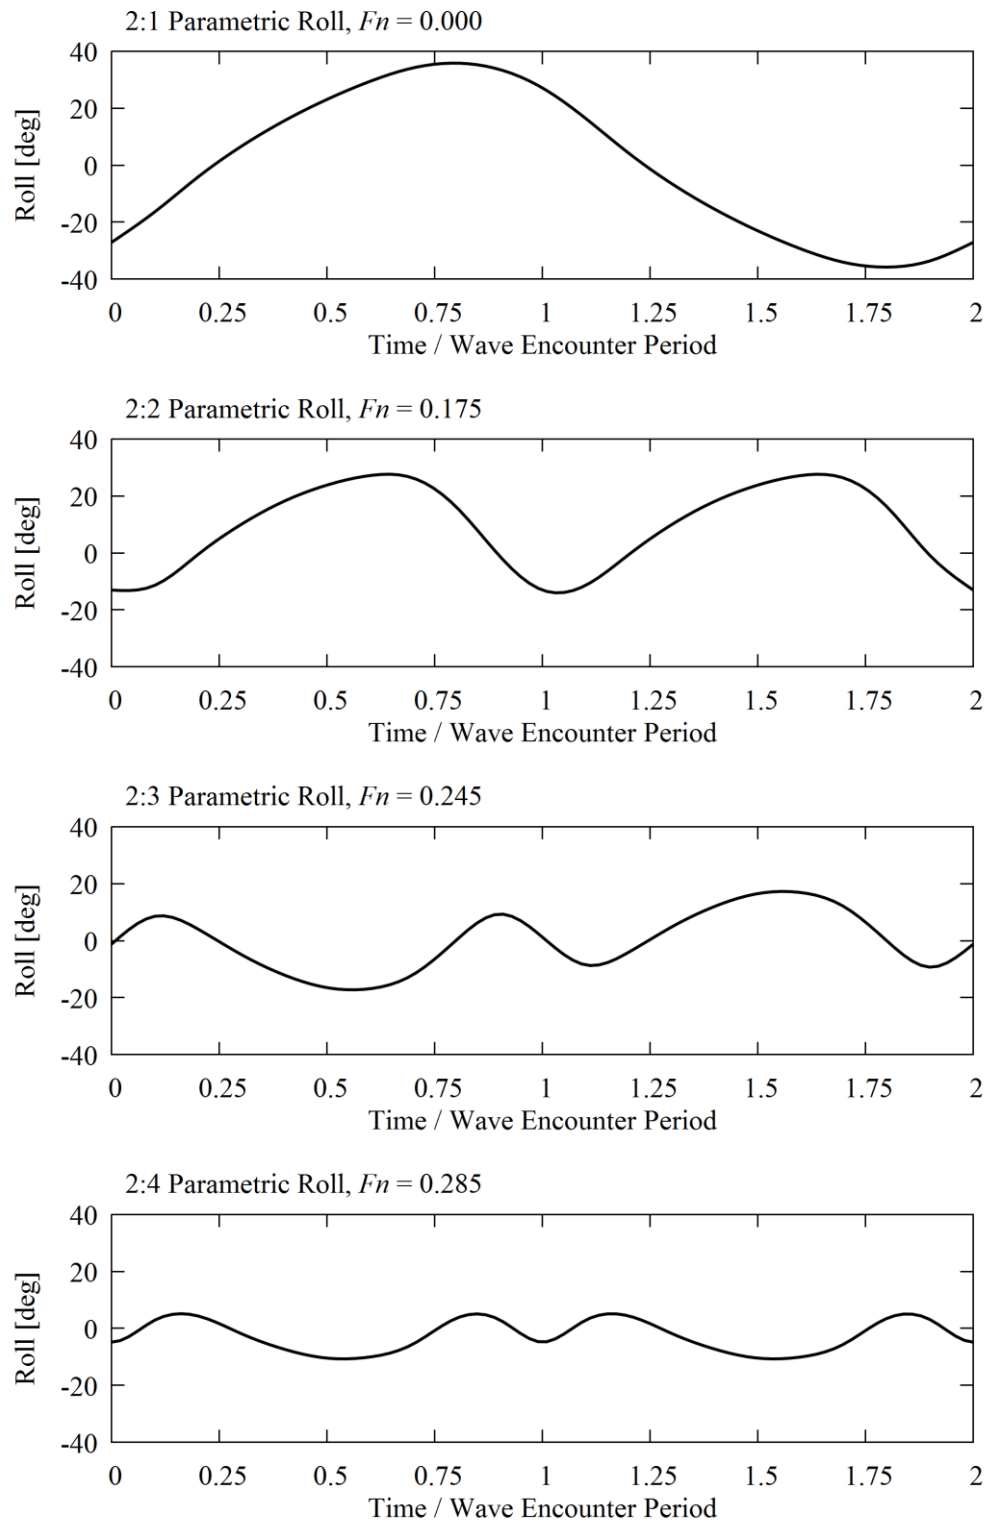 2:1 Parametric Roll, Fn = 0.000
40
20
0
-20
-40
Roll [deg]
0 0.25 0.5 0.75 1 1.25 1.5 1.75 2
Time / Wave Encounter Period
2:2 Parametric Roll, Fn = 0.175
40
20
0
-20
-40
Roll [deg]
0 0.25 0.5 0.75 1 1.25 1.5 1.75 2
Time / Wave Encounter Period
2:3 Parametric Roll, Fn = 0.245
40
20
0
-20
-40
Roll [deg]
0 0.25 0.5 0.75 1 1.25 1.5 1.75 2
Time / Wave Encounter Period
2:4 Parametric Roll, Fn = 0.285
40
20
0
-20
-40
Roll [deg]
0 0.25 0.5 0.75 1 1.25 1.5 1.75 2
Time / Wave Encounter Period